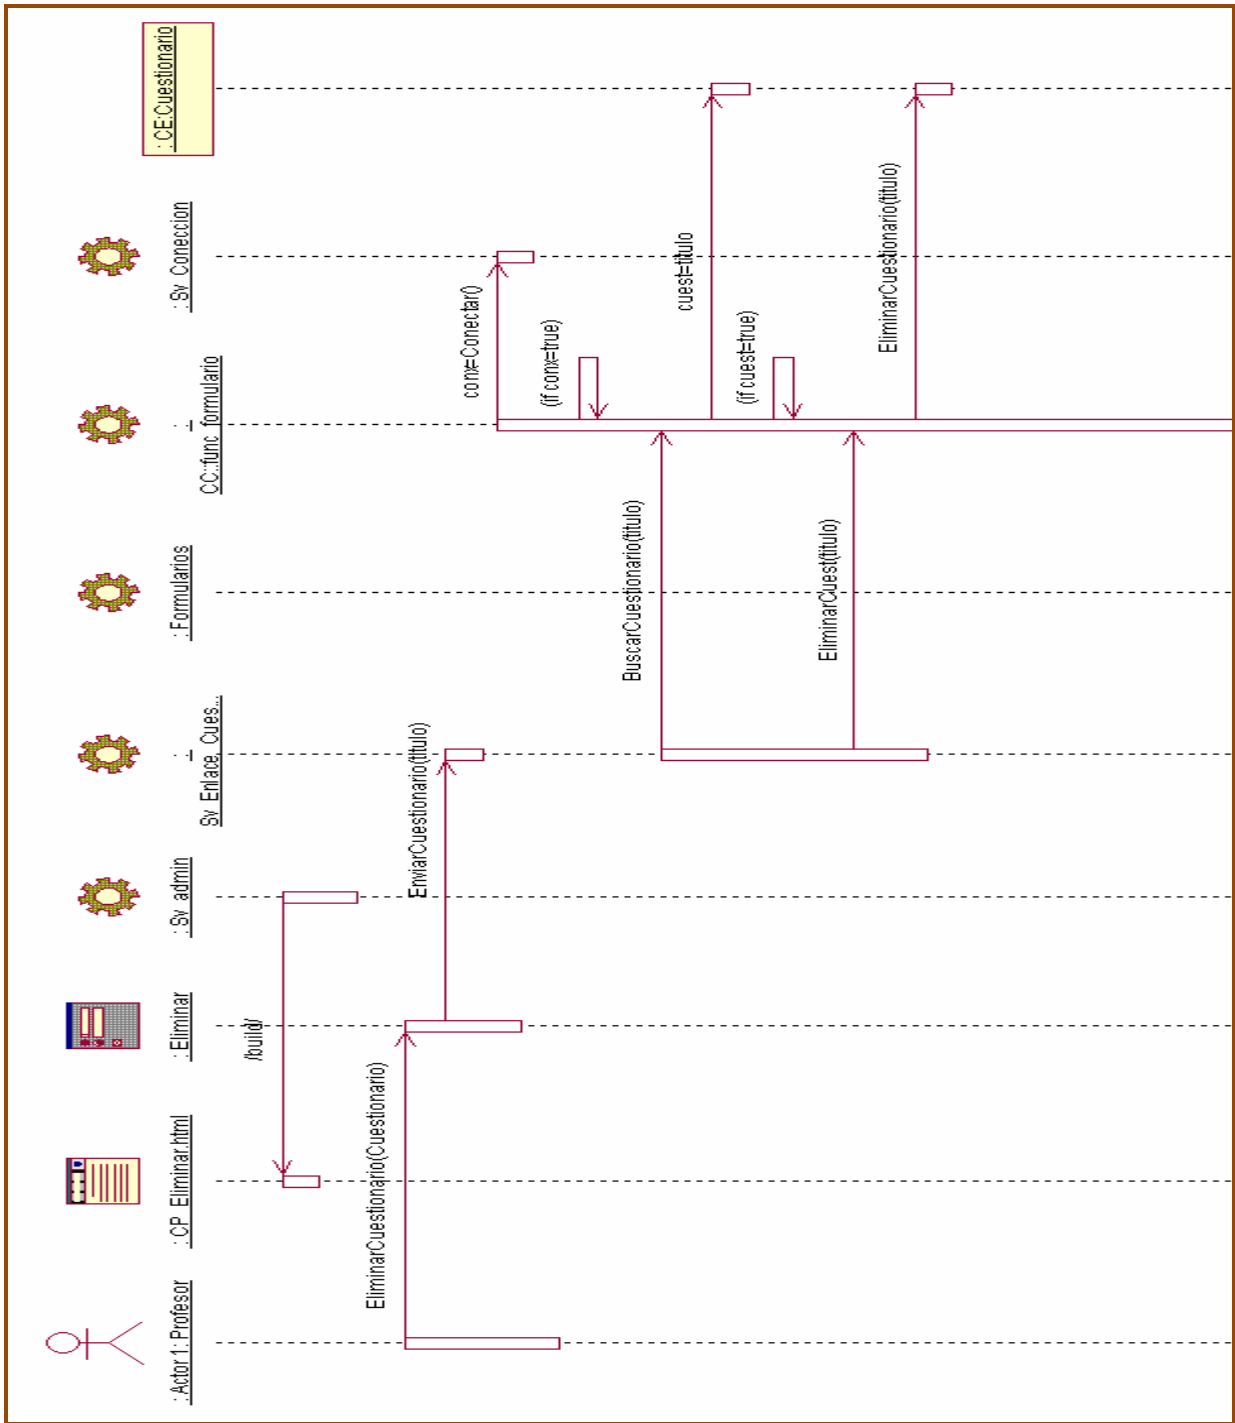 : Actor 1: Profesor
: CP_Eliminar.html
: Eliminar
: Sv_admin
:
Sv_Enlace_Cues...
: Formularios
:
CC::func_formulario
: Sv_Coneccion
: CE:Cuestionario
/build/
EliminarCuestionario(Cuestionario)
EnviarCuestionario(titulo)
conx=Conectar()
(if conx=true)
BuscarCuestionario(titulo)
cuest=titulo
(if cuest=true)
EliminarCuest(titulo)
EliminarCuestionario(titulo)